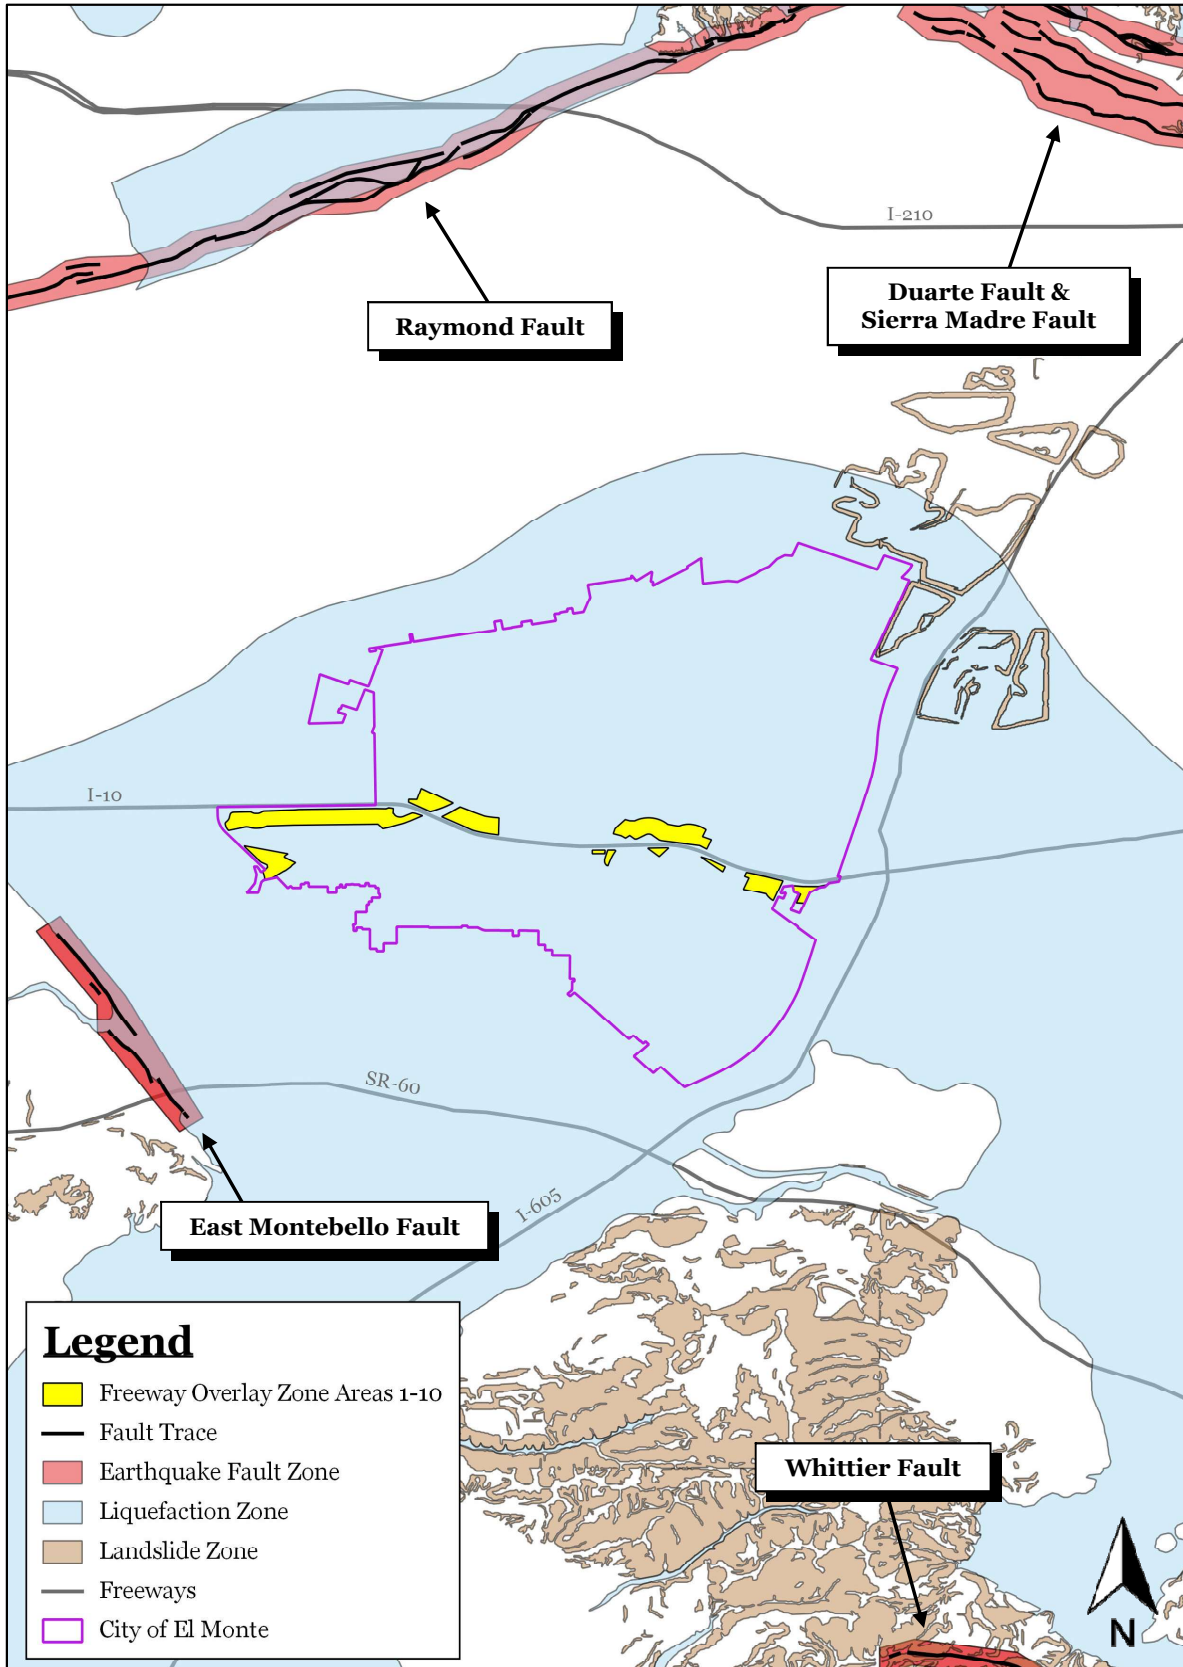 I-210
Duarte Fault &
Sierra Madre Fault
Raymond Fault
I-10
SR-60
I-605
East Montebello Fault
Whittier Fault
Legend
Freeway Overlay Zone Areas 1-10
Fault Trace
Earthquake Fault Zone
Liquefaction Zone
Landslide Zone
Freeways
City of El Monte
N